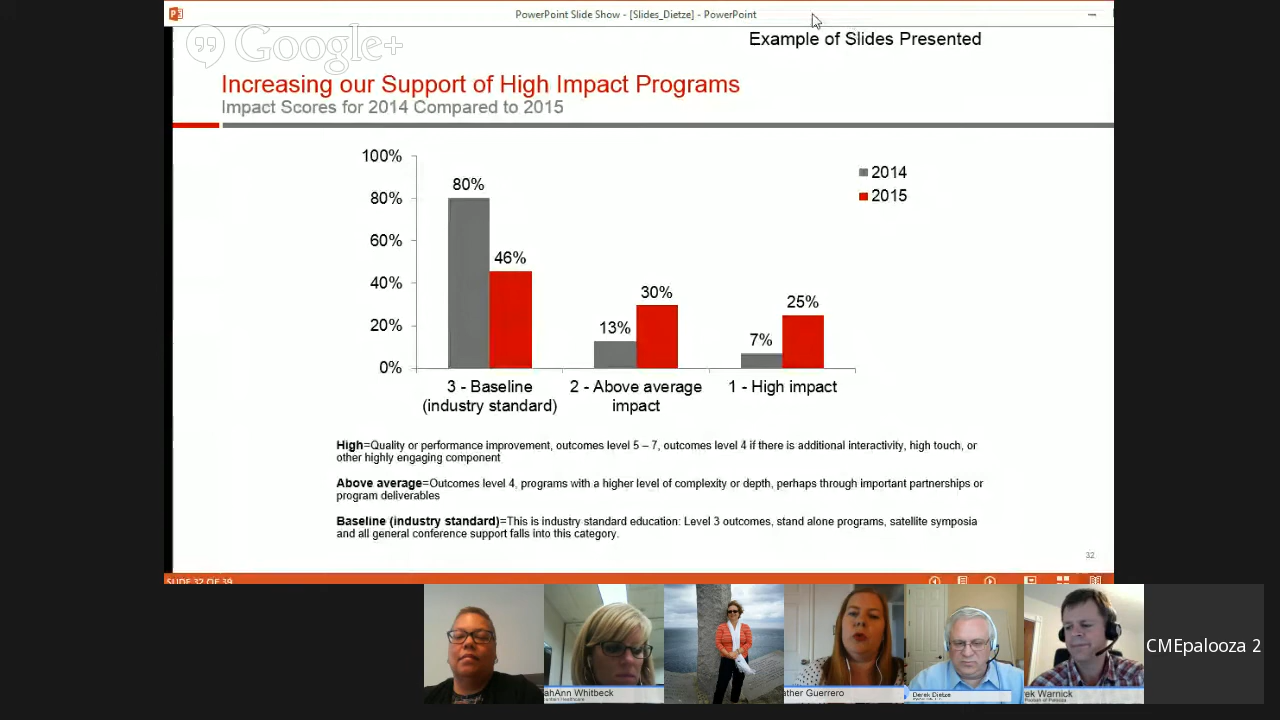 PowerPoint Slide Show - [Slides_Dietze] - PowerPoint
Google+
Example of Slides Presented
Increasing our Support of High Impact Programs
Impact Scores for 2014 Compared to 2015
100%
80%
60%
40%
20%
0%
80%
46%
13%
30%
7%
25%
2014
2015
3 - Baseline
(industry standard)
2 - Above average
impact
1 - High impact
High=Quality or performance improvement, outcomes level 5 – 7, outcomes level 4 if there is additional interactivity, high touch, or
other highly engaging component
Above average=Outcomes level 4, programs with a higher level of complexity or depth, perhaps through important partnerships or
program deliverables
Baseline (industry standard)=This is industry standard education: Level 3 outcomes, stand alone programs, satellite symposia
and all general conference support falls into this category.
32
SLIDE 32 OF 39
ahAnn Whitbeck
ather Guerrero
Derek Dietze
rek Warnick
CMEpalooza 2